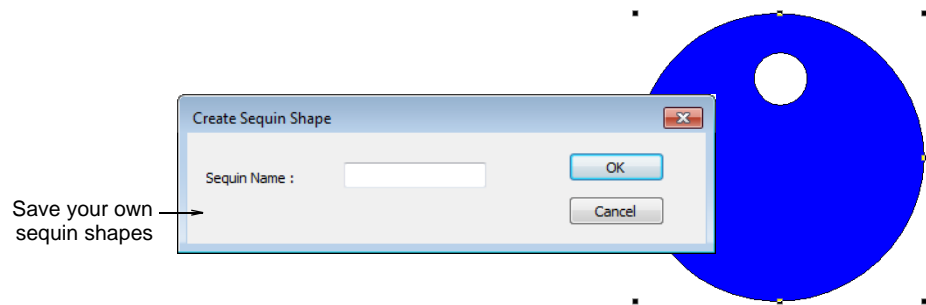 Create Sequin Shape
Sequin Name :
OK
Cancel
Save your own
sequin shapes